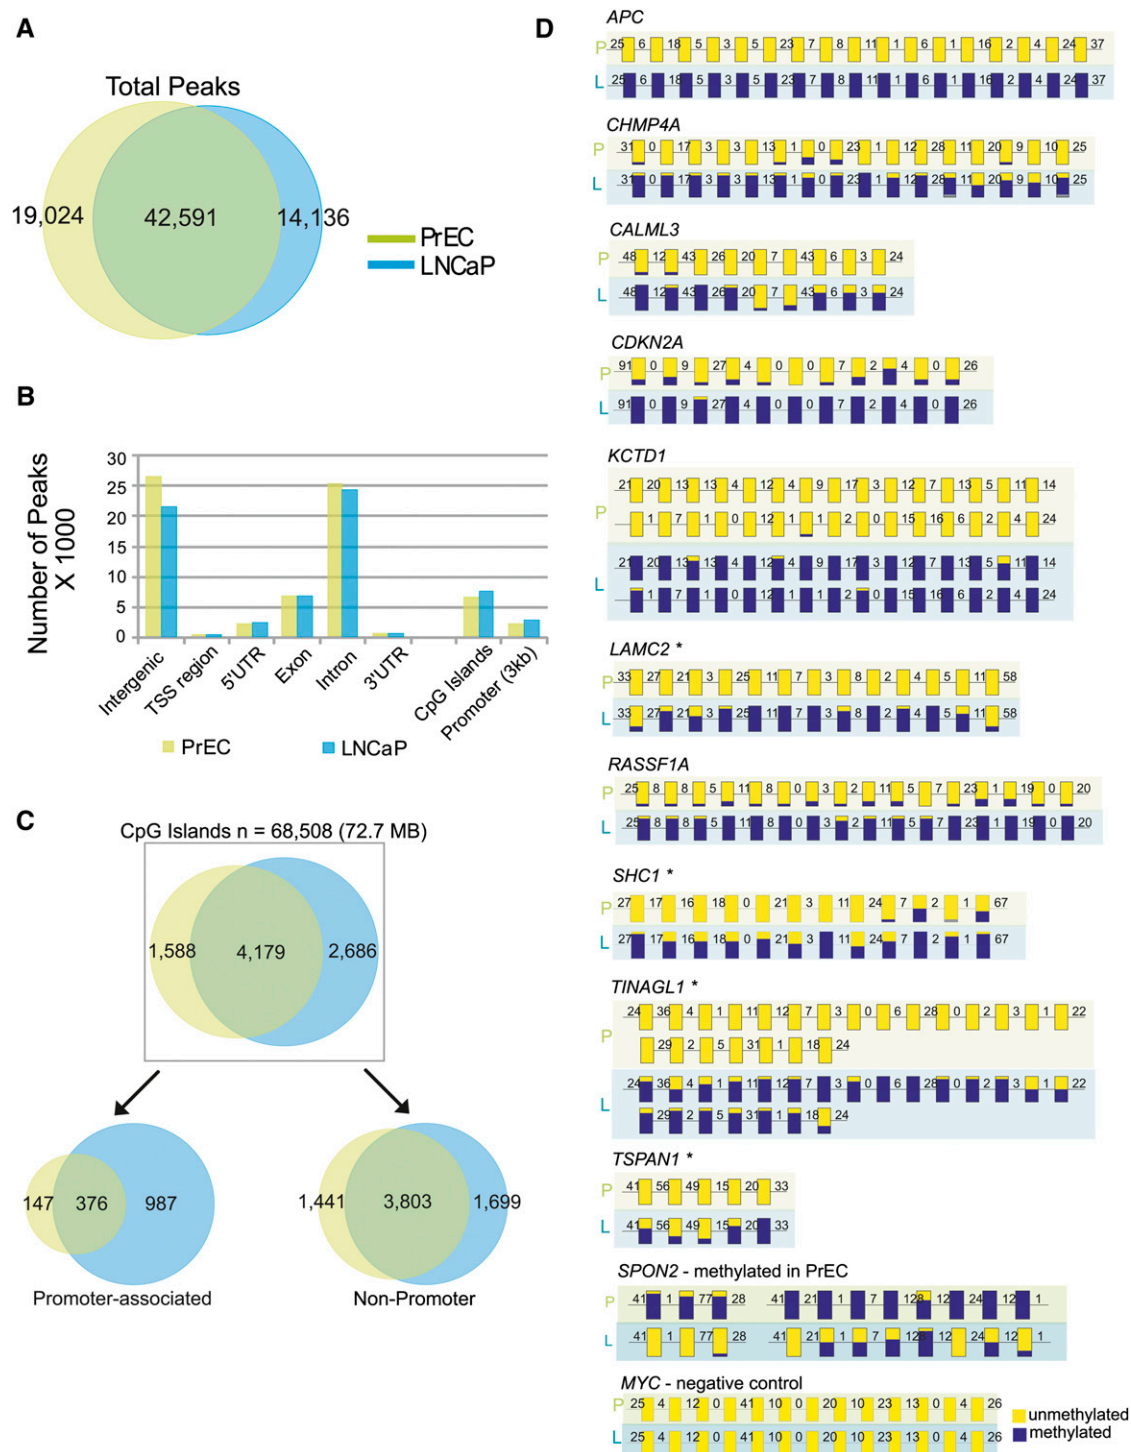 A
Total Peaks
19,024
42,591
14,136
PrEC
LNCaP
B
Number of Peaks
X 1000
30
25
20
15
10
5
0
Intergenic
TSS region
5'UTR
Exon
Intron
3'UTR
CpG Islands
Promoter (3kb)
PrEC
LNCaP
C
CpG Islands n = 68,508 (72.7 MB)
1,588
4,179
2,686
147
376
987
1,441
3,803
1,699
Promoter-associated
Non-Promoter
D
APC
P 25 6 18 5 3 5 23 7 8 11 1 6 1 16 2 4 24 37
L 25 6 18 5 3 5 23 7 8 11 1 6 1 16 2 4 24 37
CHMP4A
P 31 0 17 3 3 13 1 0 23 1 12 28 11 20 9 10 25
L 31 0 17 3 3 13 1 0 23 1 12 28 11 20 9 10 25
CALML3
P 48 12 43 26 20 7 43 6 3 24
L 48 12 43 26 20 7 43 6 3 24
CDKN2A
P 91 0 9 27 4 0 0 7 2 4 0 26
L 91 0 9 27 4 0 0 7 2 4 0 26
KCTD1
P
21 20 13 13 4 12 4 9 17 3 12 7 13 5 11 14
1 7 1 0 12 1 1 2 0 15 16 6 2 4 24
L
21 20 13 13 4 12 4 9 17 3 12 7 13 5 11 14
1 7 1 0 12 1 1 2 0 15 16 6 2 4 24
LAMC2 *
P 33 27 21 3 25 11 7 3 8 2 4 5 11 58
L 33 27 21 3 25 11 7 3 8 2 4 5 11 58
RASSF1A
P 25 8 8 5 11 8 0 3 2 11 5 7 23 1 19 0 20
L 25 8 8 5 11 8 0 3 2 11 5 7 23 1 19 0 20
SHC1 *
P 27 17 16 18 0 21 3 11 24 7 2 1 67
L 27 17 16 18 0 21 3 11 24 7 2 1 67
TINAGL1 *
P
24 36 4 1 11 12 7 3 0 6 28 0 2 3 1 22
29 2 5 31 1 18 24
L
24 36 4 1 11 12 7 3 0 6 28 0 2 3 1 22
29 2 5 31 1 18 24
TSPAN1 *
P 41 56 49 15 20 33
L 41 56 49 15 20 33
SPON2 - methylated in PrEC
P 41 1 77 28 41 21 1 7 128 12 24 12 1
L 41 1 77 28 41 21 1 7 128 12 24 12 1
MYC - negative control
P 25 4 12 0 41 10 0 20 10 23 13 0 4 26
L 25 4 12 0 41 10 0 20 10 23 13 0 4 26
unmethylated
methylated